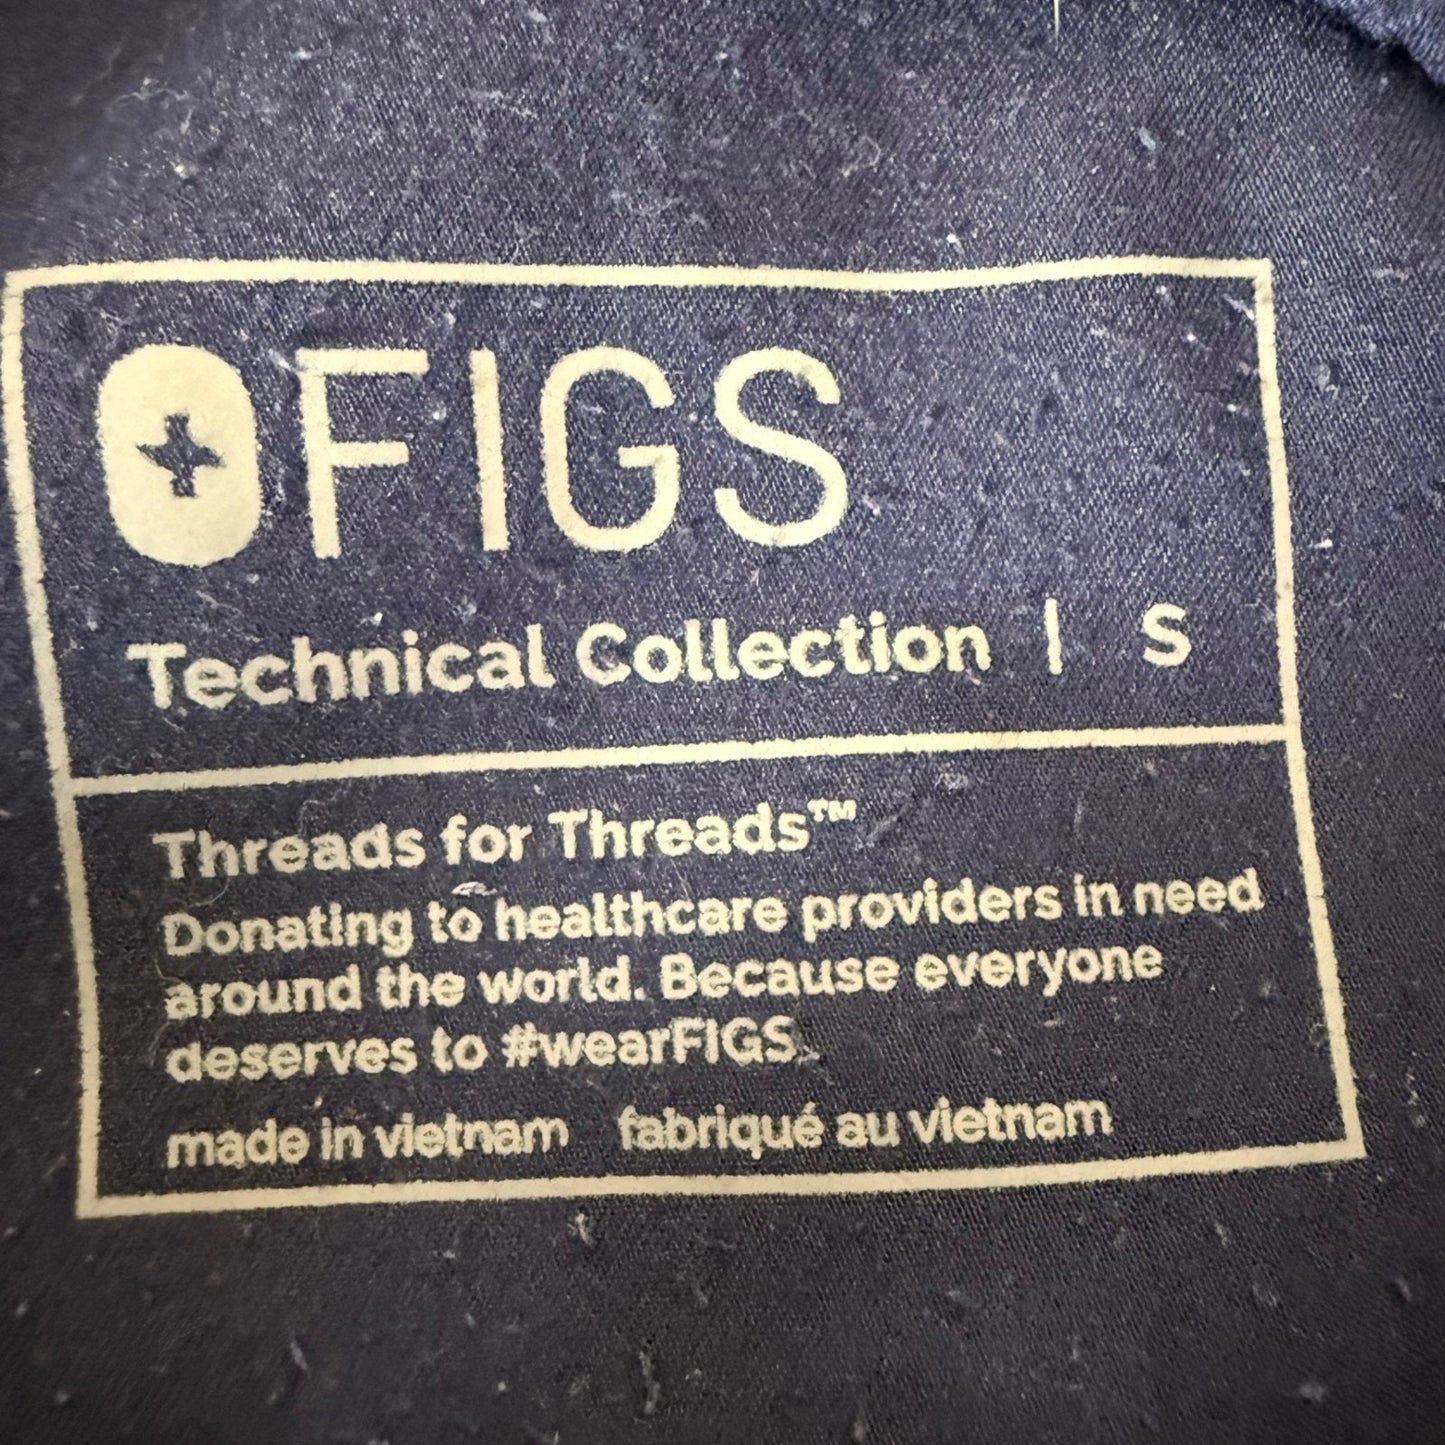 FIGS
Technical Collection | S
Threads for Threads™
Donating to healthcare providers in need
around the world. Because everyone
deserves to #wearFIGS.
made in vietnam fabriqué au vietnam